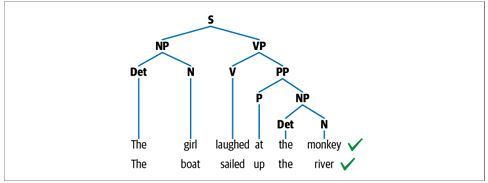 S
NP VP
Det N V PP
P NP
Det N
The girl laughed at the monkey
The boat sailed up the river